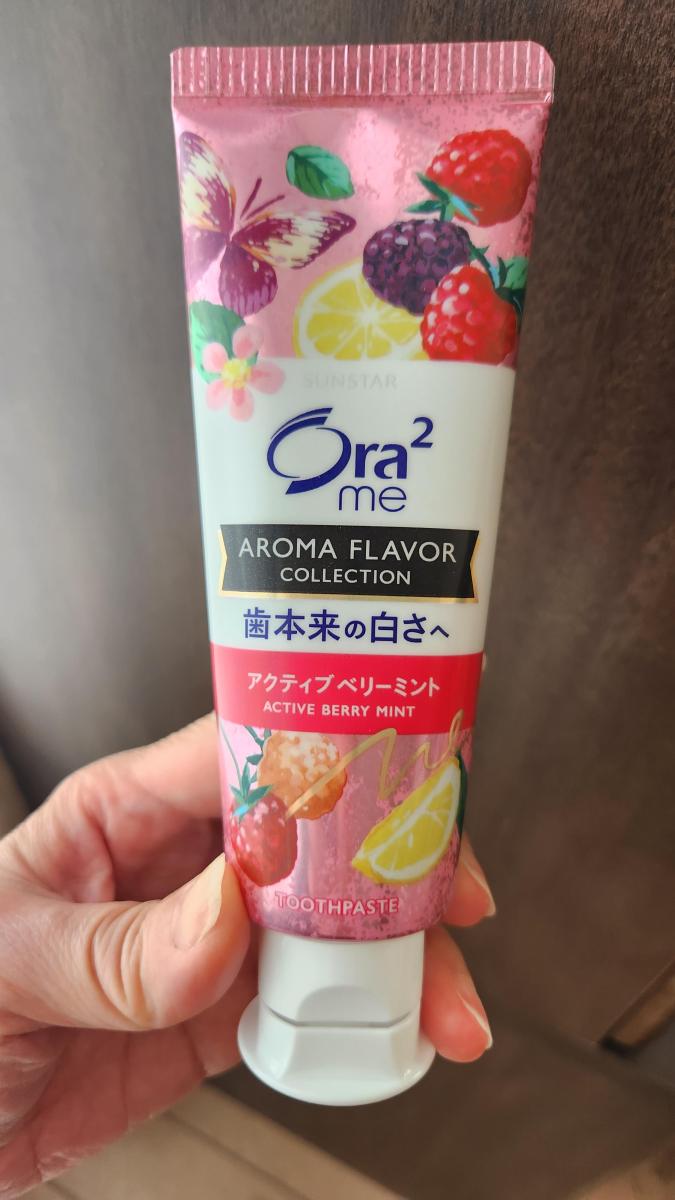 SUNSTAR
Ora²
me
AROMA FLAVOR
COLLECTION
歯本来の白さへ
アクティブベリーミント
ACTIVE BERRY MINT
me
TOOTHPASTE